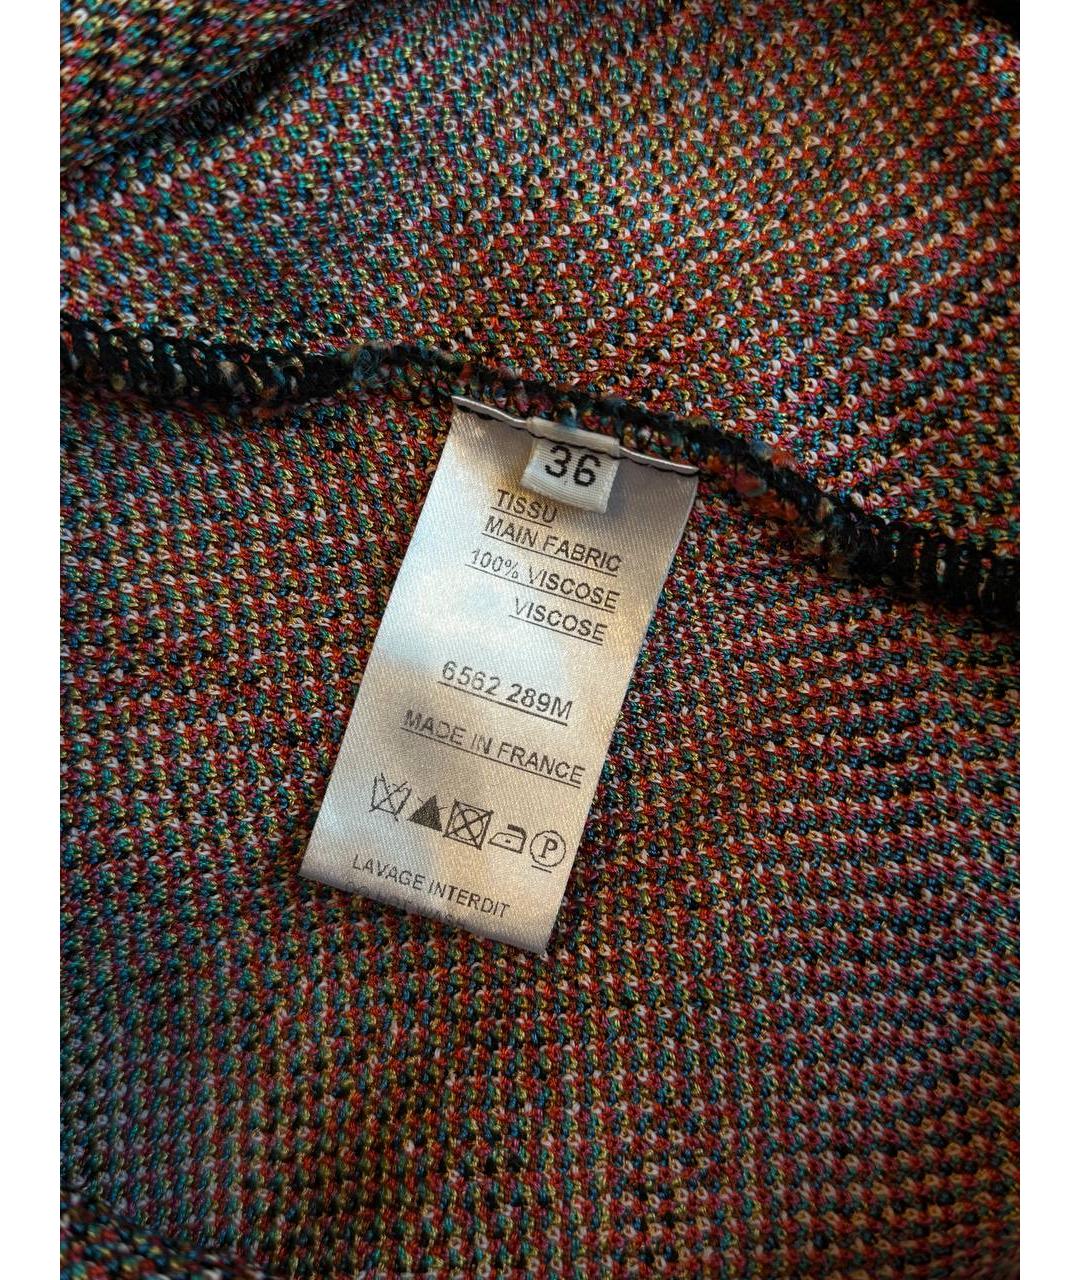 36
TISSU
MAIN FABRIC
100% VISCOSE
VISCOSE
6562 289M
MADE IN FRANCE
P
LAVAGE INTERDIT